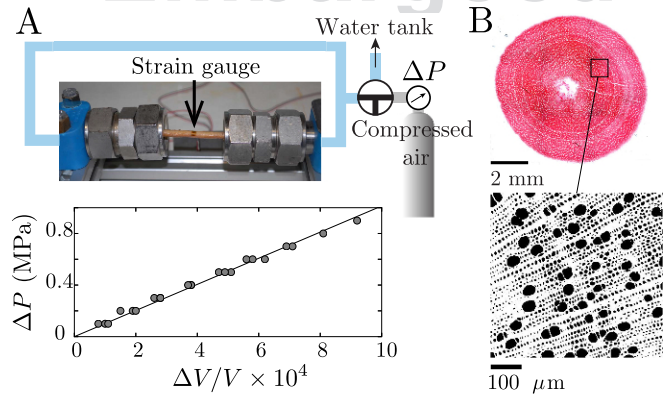 A
Water tank
Strain gauge
ΔP
Compressed
air
ΔP (MPa)
0.8
0.4
0
0 2 4 6 8 10
ΔV/V × 10⁴
B
2 mm
100 μm